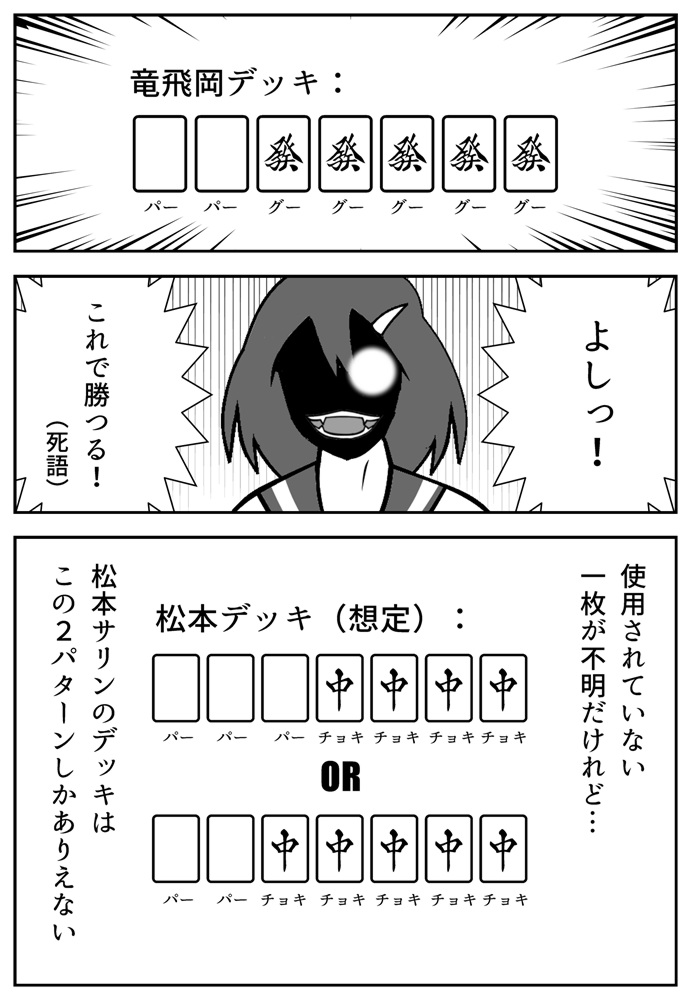 竜飛岡デッキ：
發 發 發 發 發
パー パー グー グー グー グー グー
よしっ！
これで勝つる！
（死語）
使用されていない
一枚が不明だけれど…
松本デッキ（想定）：
中 中 中 中
パー パー パー チョキ チョキ チョキ チョキ
OR
中 中 中 中 中
パー パー チョキ チョキ チョキ チョキ チョキ
松本サリンのデッキは
この２パターンしかありえない